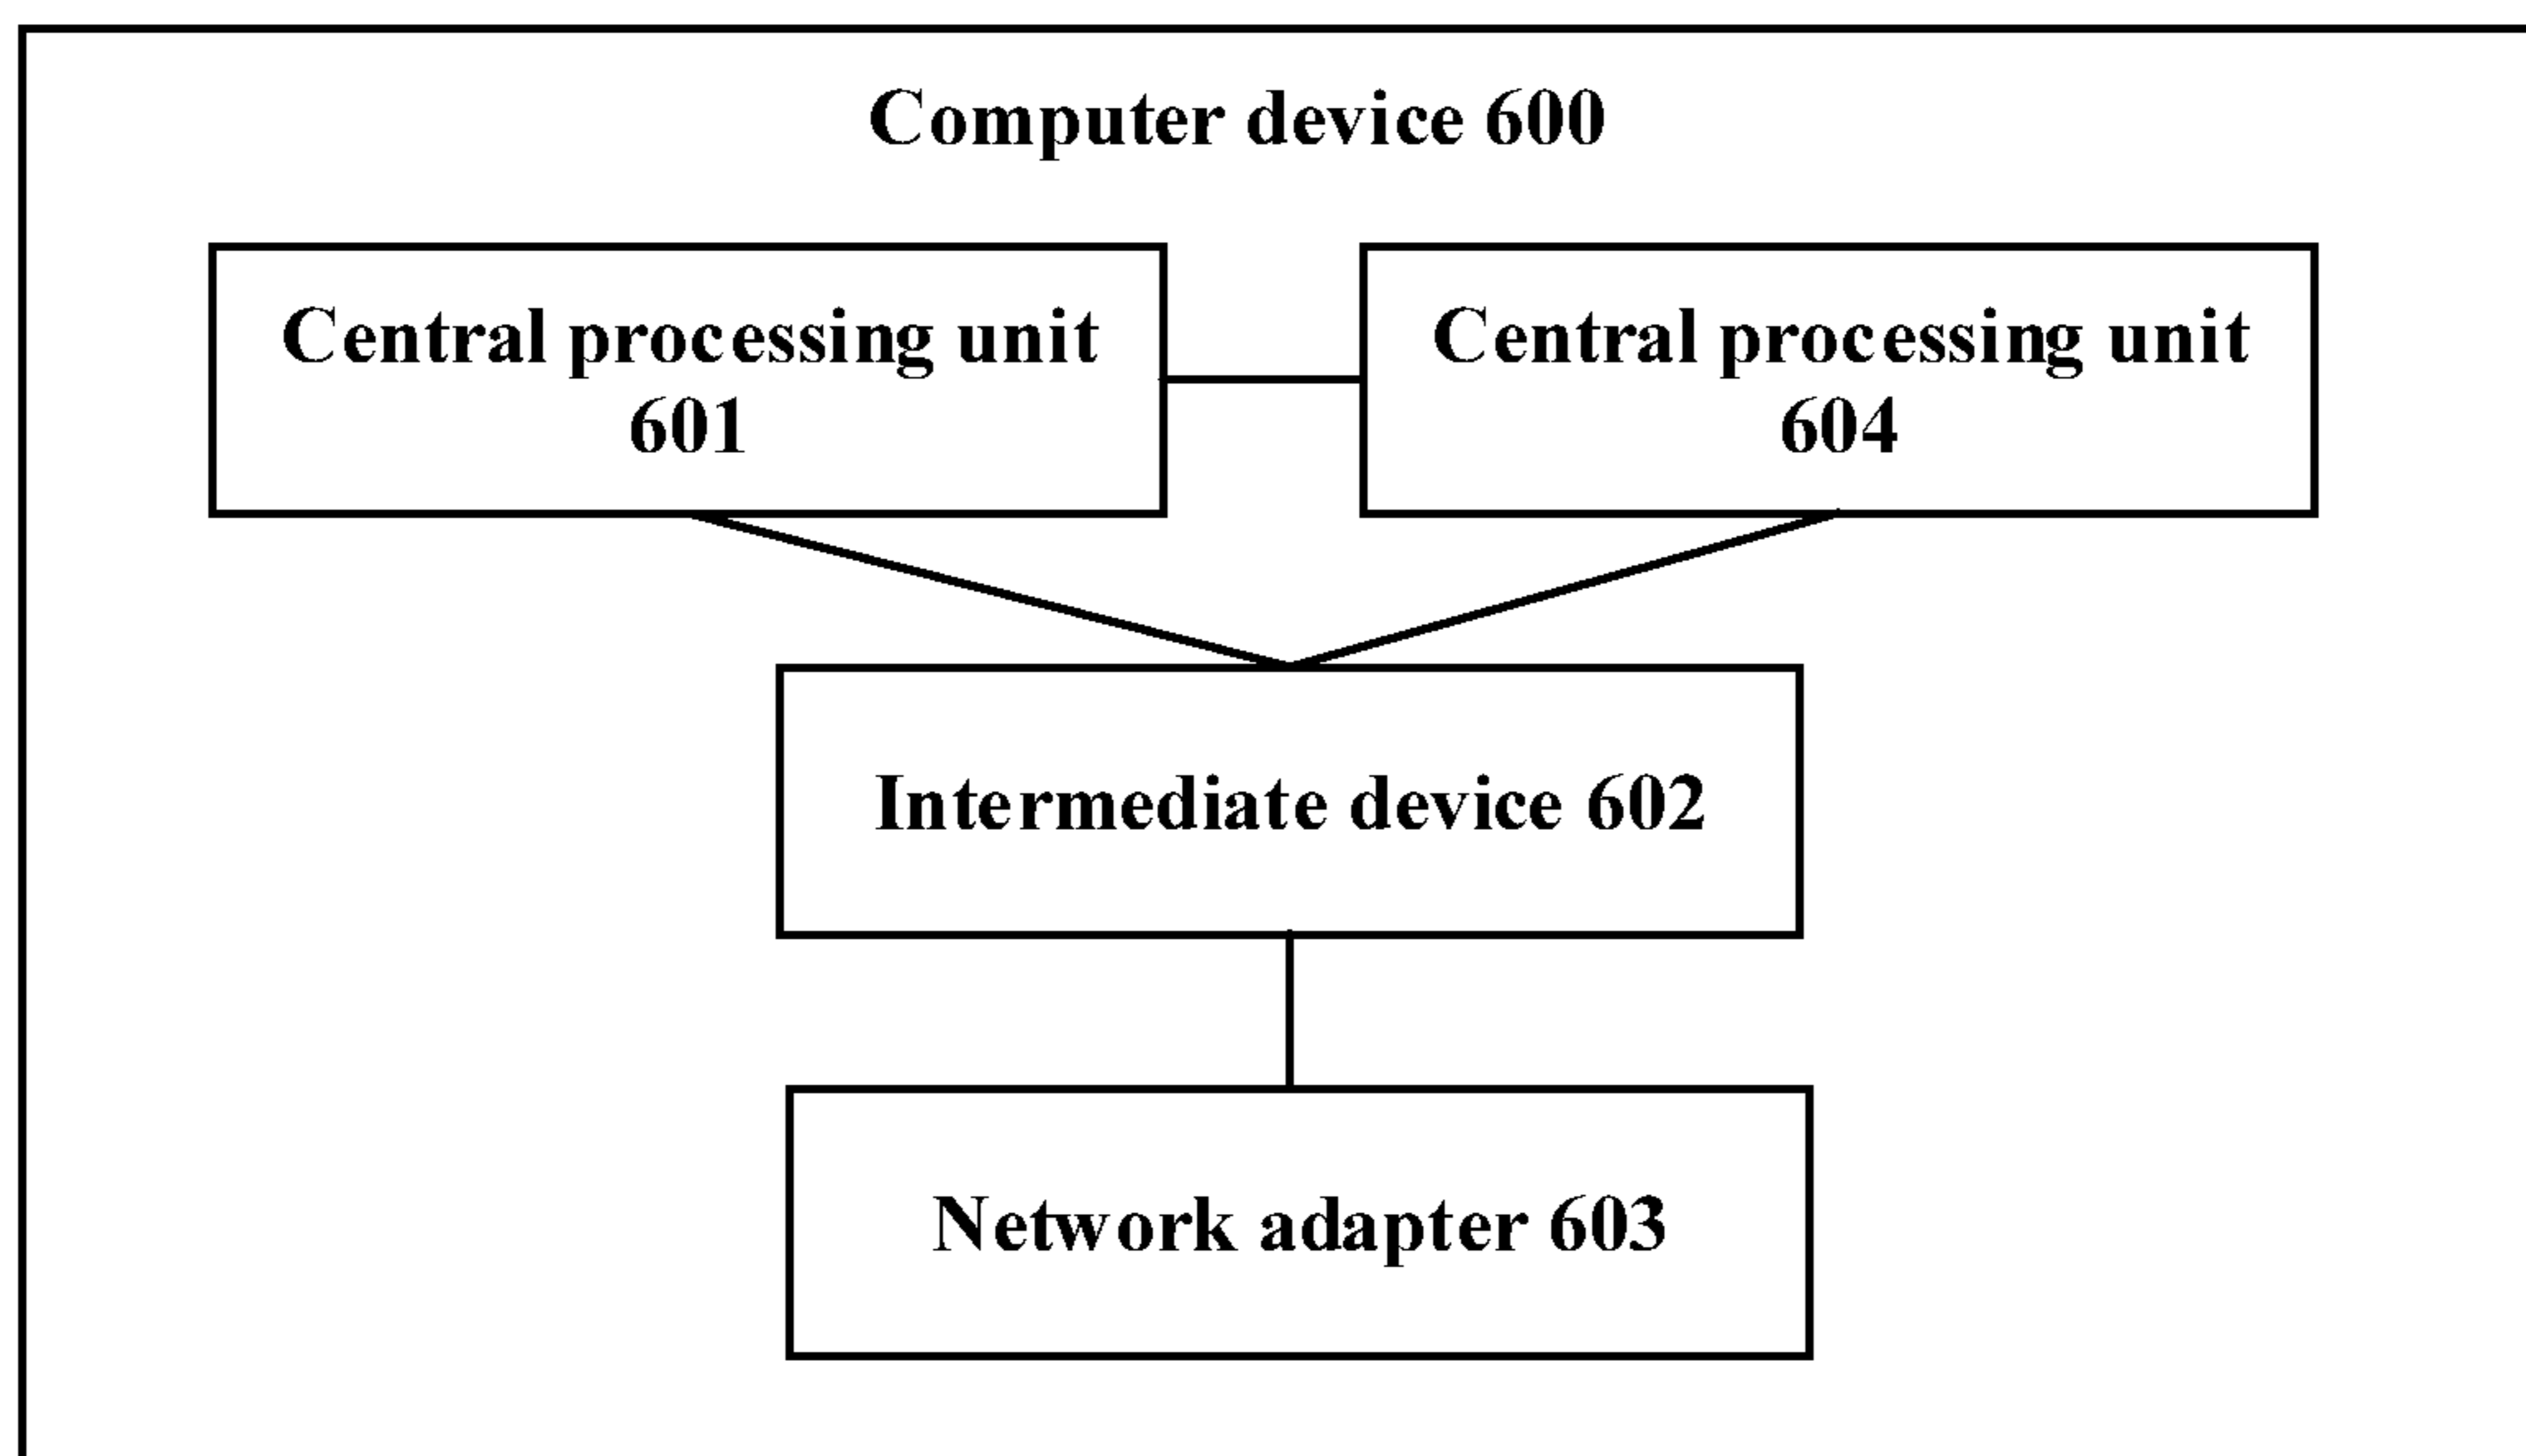 Computer device 600
Central processing unit
601
Central processing unit
604
Intermediate device 602
Network adapter 603